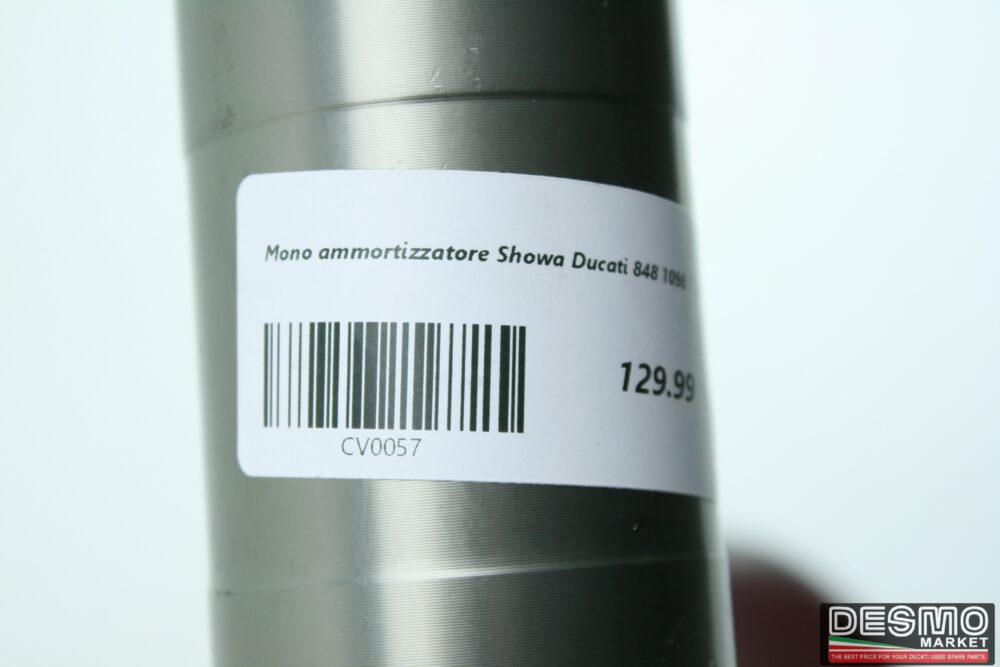 Mono ammortizzatore Showa Ducati 848 1098
129.99
CV0057
DESMO
MARKET
THE BEST PRICE FOR YOUR DUCATI USED SPARE PARTS